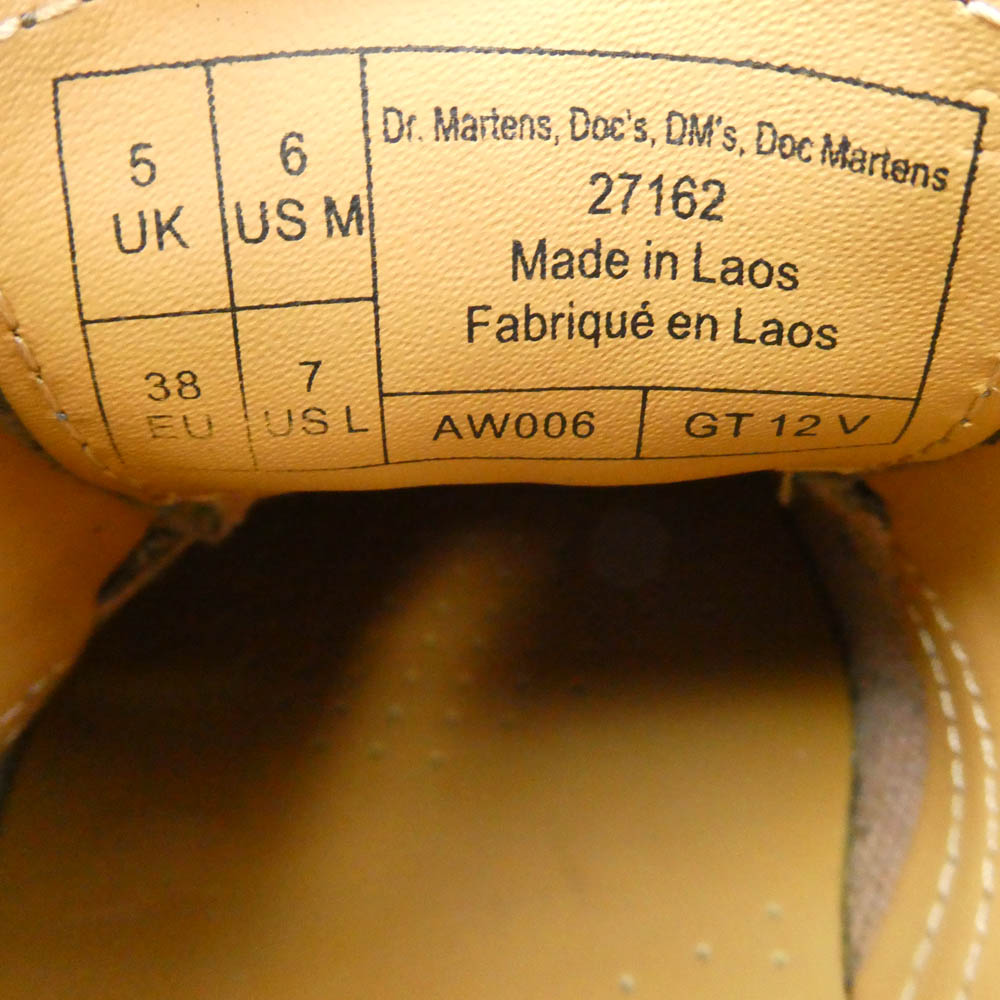 5
UK
6
US M
38
EU
7
US L
Dr. Martens, Doc's, DM's, Doc Martens
27162
Made in Laos
Fabriqué en Laos
AW006
GT 12 V